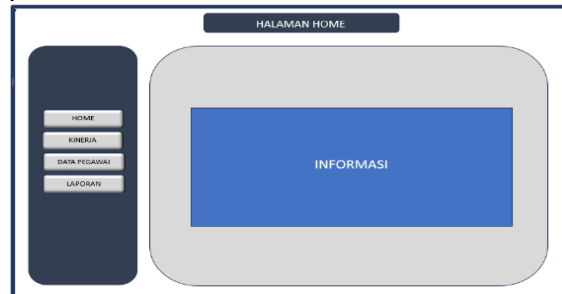 HALAMAN HOME
HOME
KINERJA
DATA PEGAWAI
LAPORAN
INFORMASI